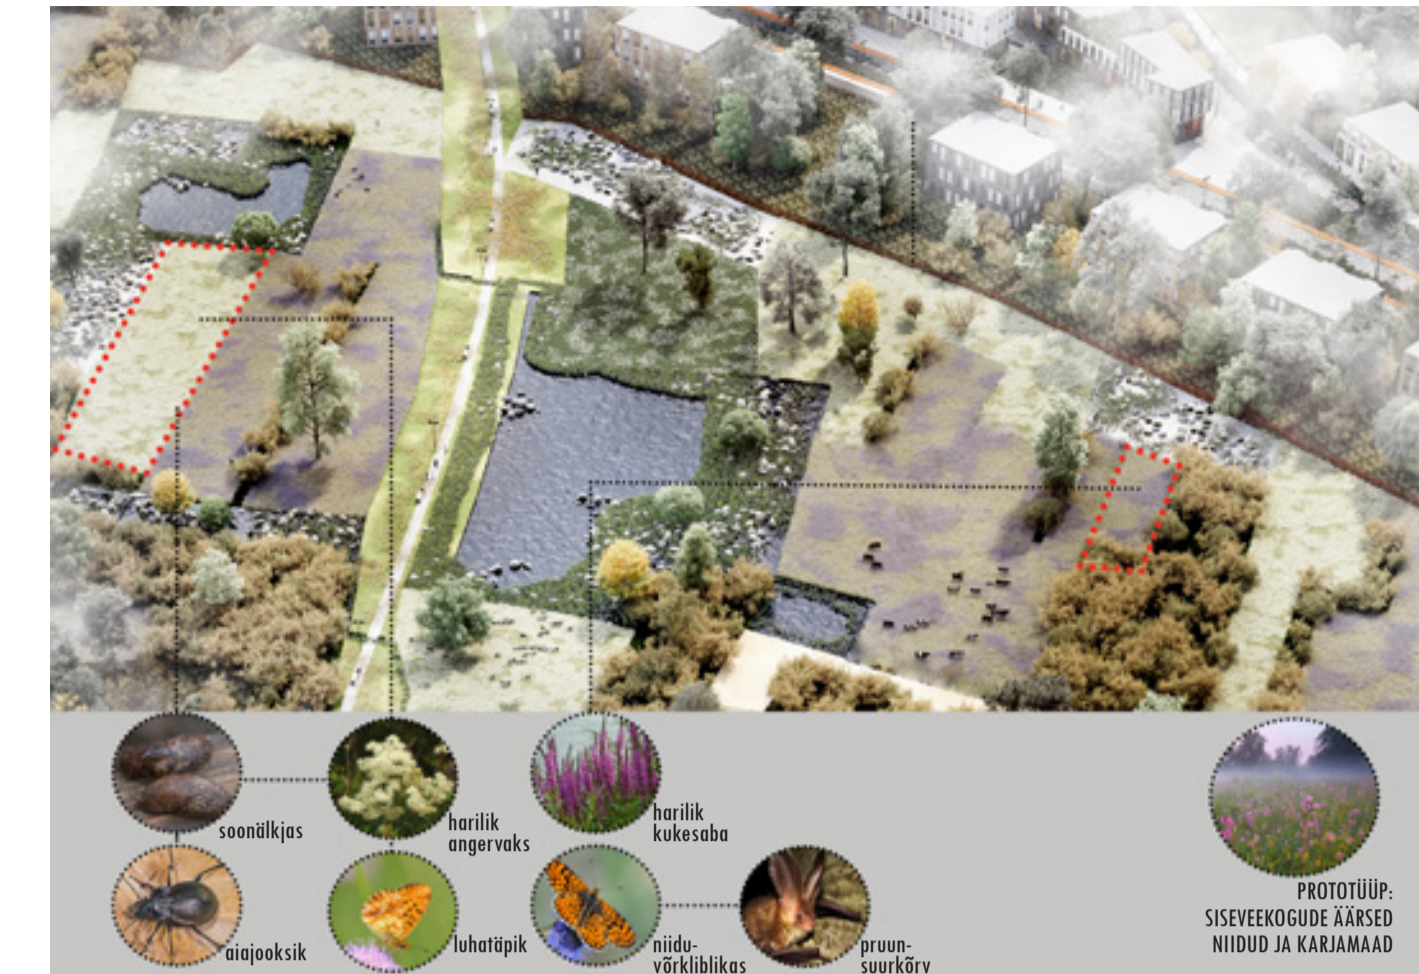 soonälkjas
harilik
angervaks
harilik
kukesaba
aiajooksik
luhatäpik
niidu-
võrkliblikas
pruun-
suurkõrv
PROTOTÜÜP:
SISEVEEKOGUDE ÄÄRSED
NIIDUD JA KARJAMAAD